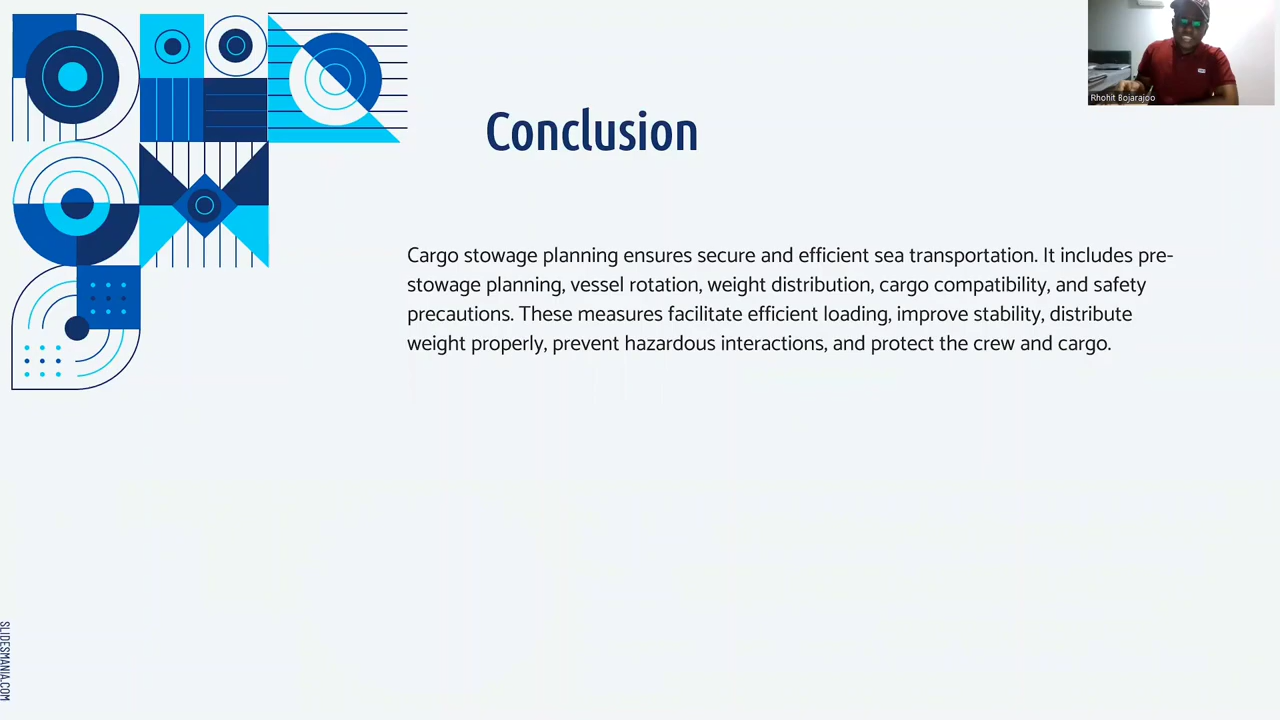 Rhohit Bojarajoo
Conclusion
Cargo stowage planning ensures secure and efficient sea transportation. It includes pre-
stowage planning, vessel rotation, weight distribution, cargo compatibility, and safety
precautions. These measures facilitate efficient loading, improve stability, distribute
weight properly, prevent hazardous interactions, and protect the crew and cargo.
SLIDESMANIA.COM